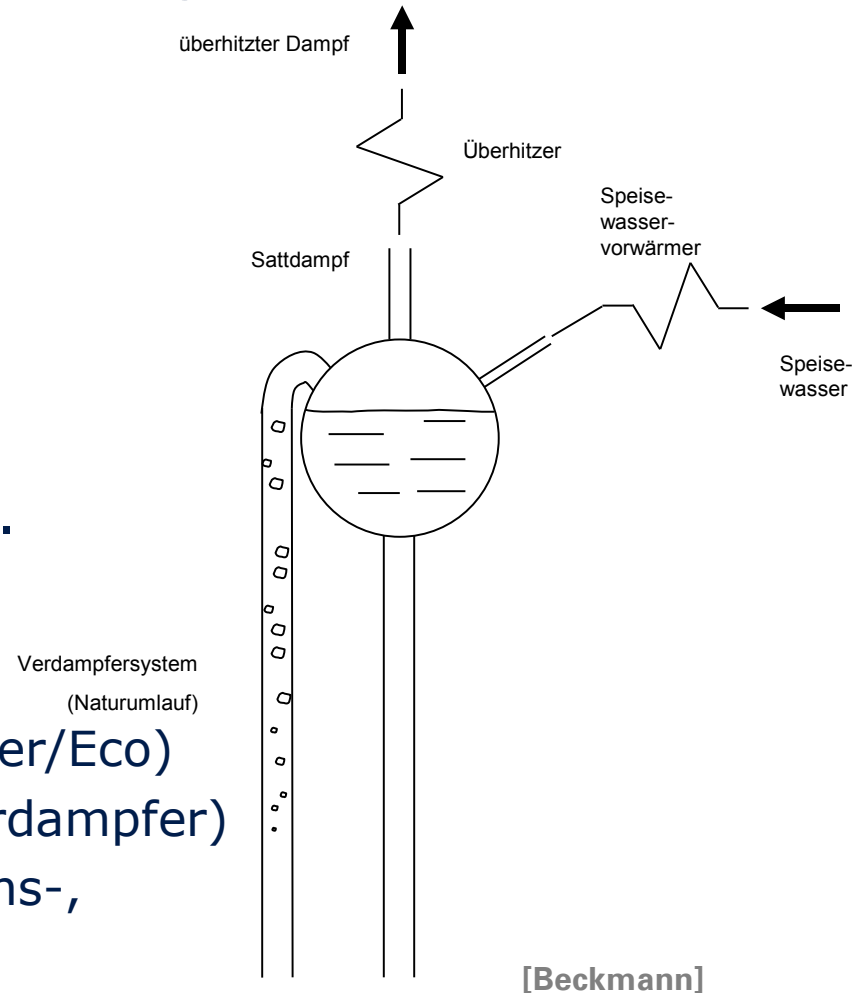 überhitzter Dampf
Überhitzer
Speise-
wasser-
vorwärmer
Sattdampf
Speise-
wasser
.
Verdampfersystem
(Naturumlauf)
er/Eco)
rdampfer)
ns-,
[Beckmann]